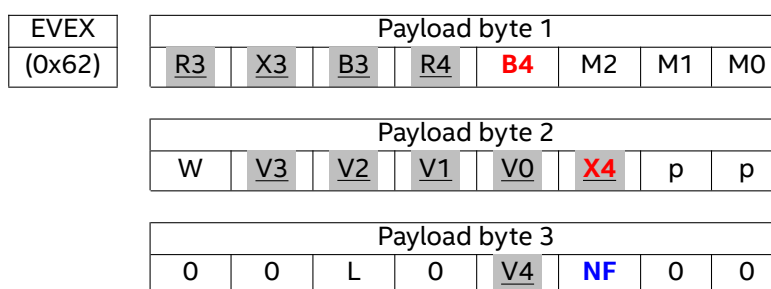 EVEX Payload byte 1
(0x62) R3 X3 B3 R4 B4 M2 M1 M0
Payload byte 2
W V3 V2 V1 V0 X4 p p
Payload byte 3
0 0 L 0 V4 NF 0 0